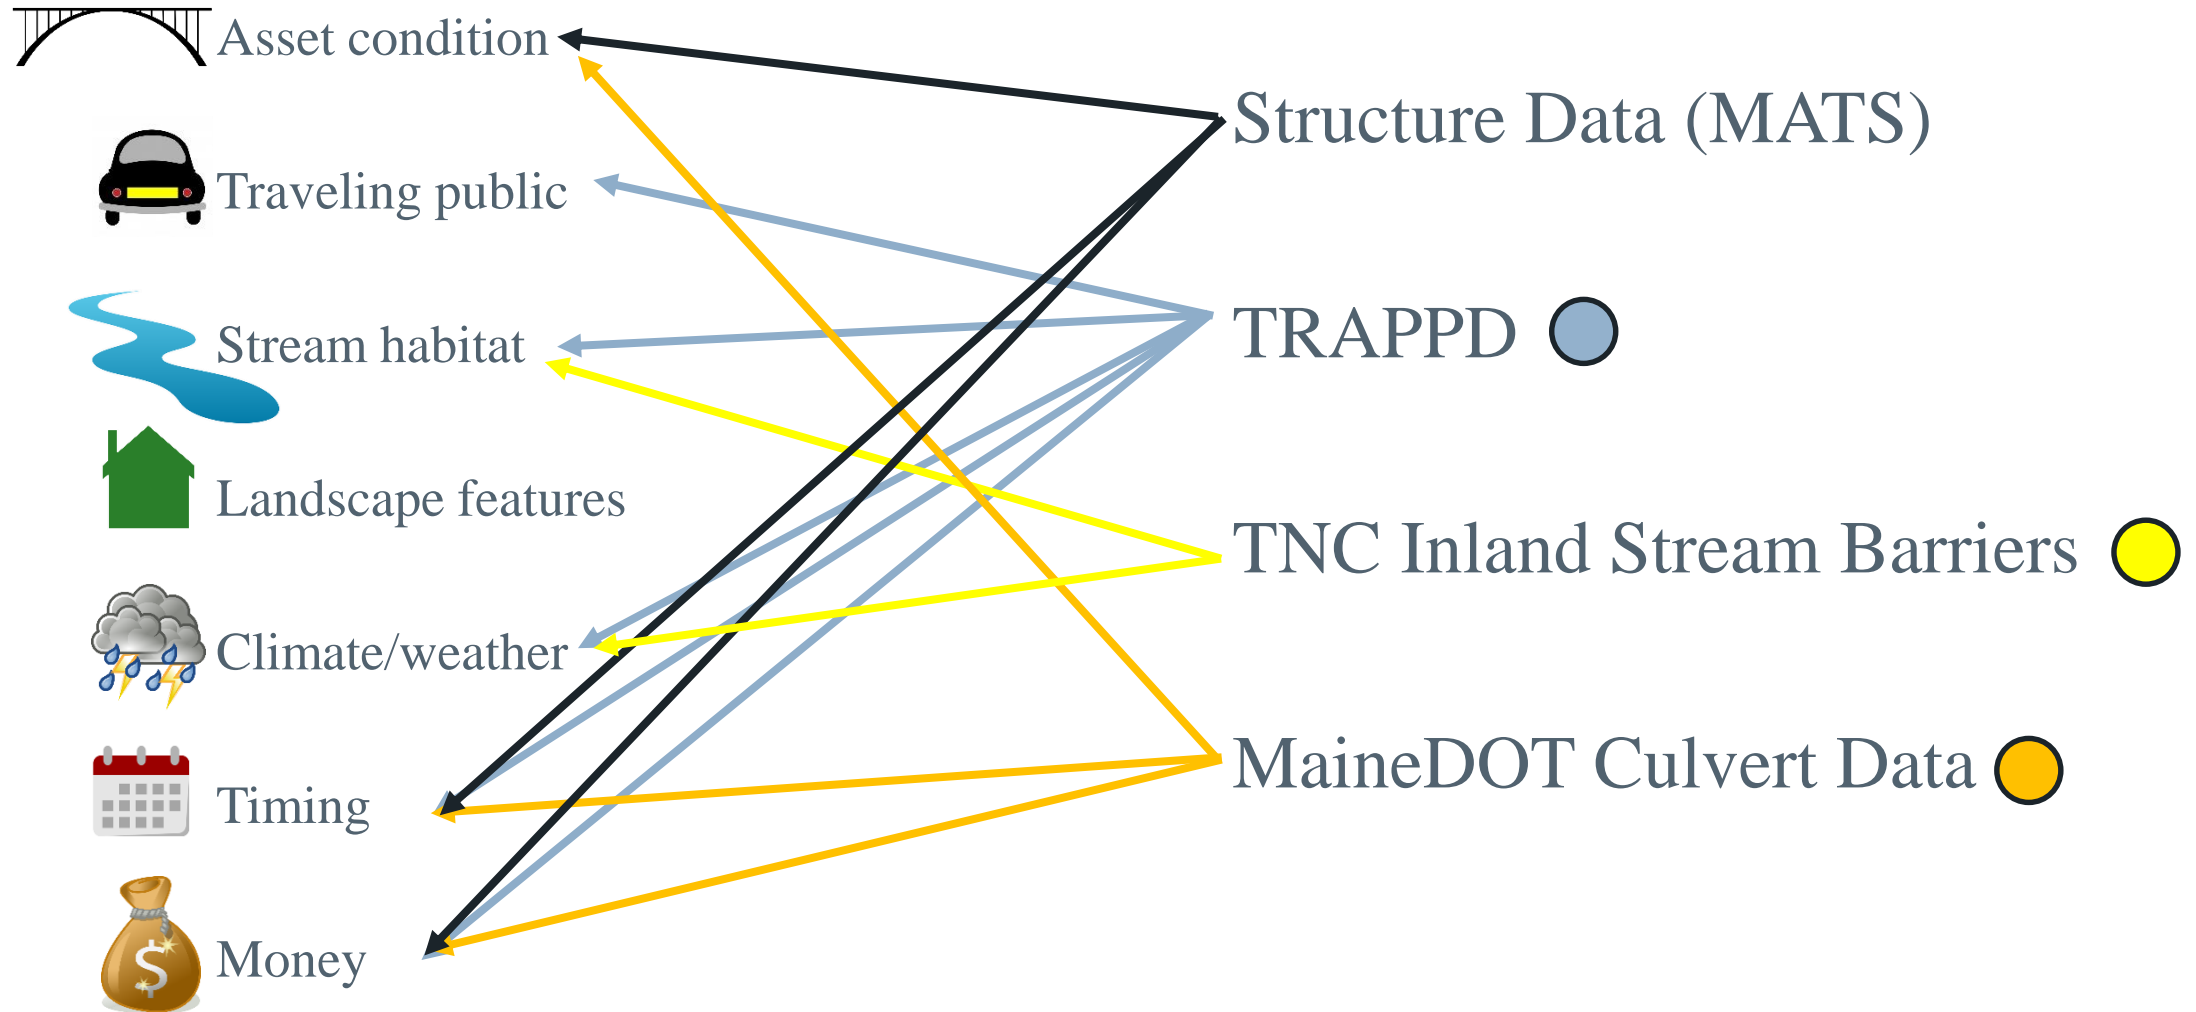 Asset condition
Traveling public
Stream habitat
Landscape features
Climate/weather
Timing
$
Money
Structure Data (MATS)
TRAPPD
TNC Inland Stream Barriers
MaineDOT Culvert Data